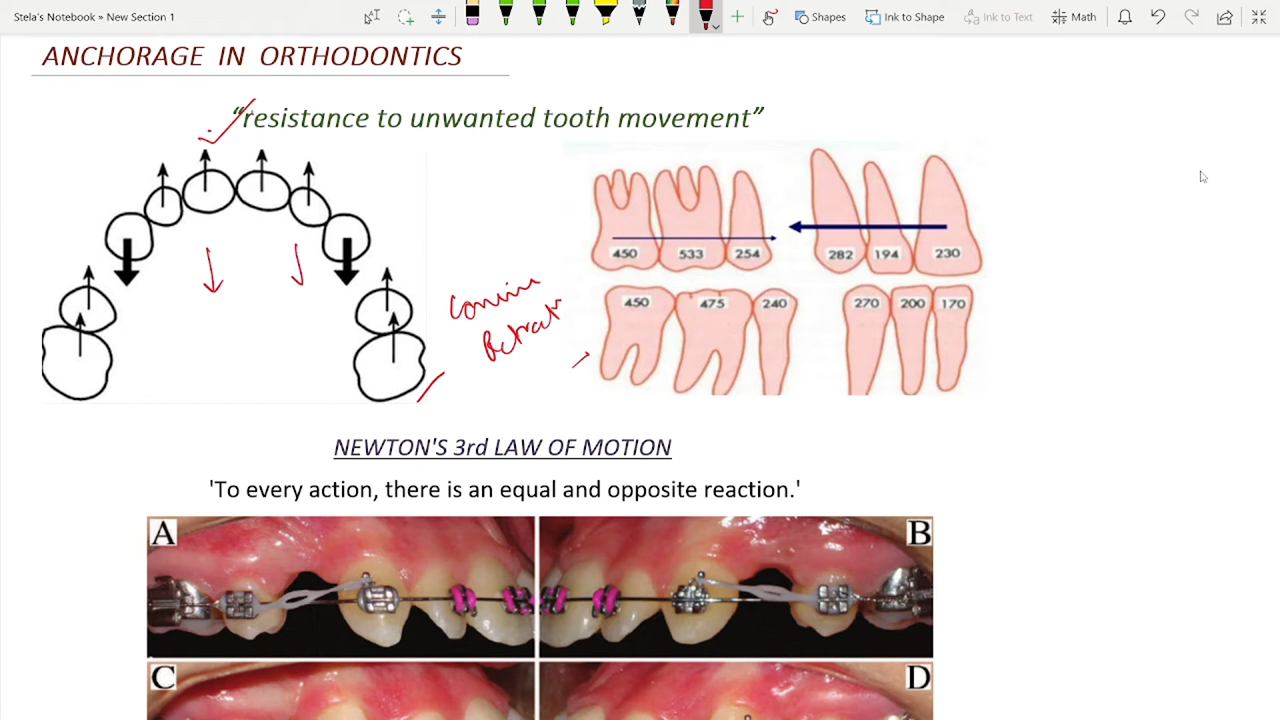 Stela's Notebook » New Section 1
Shapes
Ink to Shape
Ink to Text
Math
ANCHORAGE IN ORTHODONTICS
“resistance to unwanted tooth movement”
450 533 254 282 194 230
450 475 240 270 200 170
NEWTON'S 3rd LAW OF MOTION
'To every action, there is an equal and opposite reaction.'
A B
C D